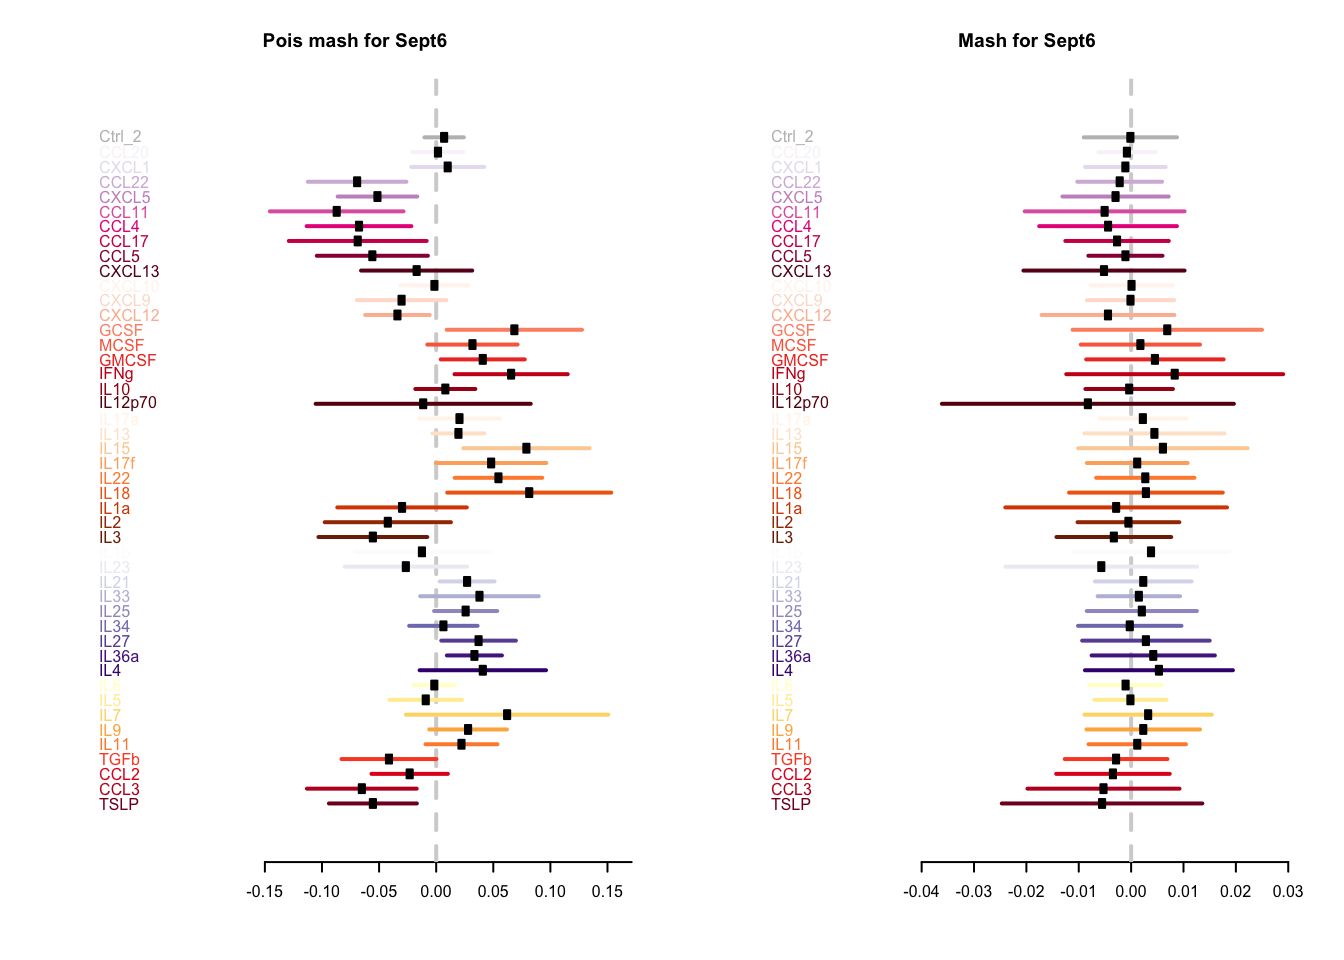 Pois mash for Sept6
Ctrl_2
CCL20
CXCL1
CCL22
CXCL5
CCL11
CCL4
CCL17
CCL5
CXCL13
CXCL10
CXCL9
CXCL12
GCSF
MCSF
GMCSF
IFNg
IL10
IL12p70
IL17a
IL13
IL15
IL17f
IL22
IL18
IL1a
IL2
IL3
IL23
IL21
IL33
IL25
IL34
IL27
IL36a
IL4
IL5
IL7
IL9
IL11
TGFb
CCL2
CCL3
TSLP
-0.15 -0.10 -0.05 0.00 0.05 0.10 0.15
Mash for Sept6
Ctrl_2
CCL20
CXCL1
CCL22
CXCL5
CCL11
CCL4
CCL17
CCL5
CXCL13
CXCL10
CXCL9
CXCL12
GCSF
MCSF
GMCSF
IFNg
IL10
IL12p70
IL17a
IL13
IL15
IL17f
IL22
IL18
IL1a
IL2
IL3
IL23
IL21
IL33
IL25
IL34
IL27
IL36a
IL4
IL5
IL7
IL9
IL11
TGFb
CCL2
CCL3
TSLP
-0.04 -0.03 -0.02 -0.01 0.00 0.01 0.02 0.03